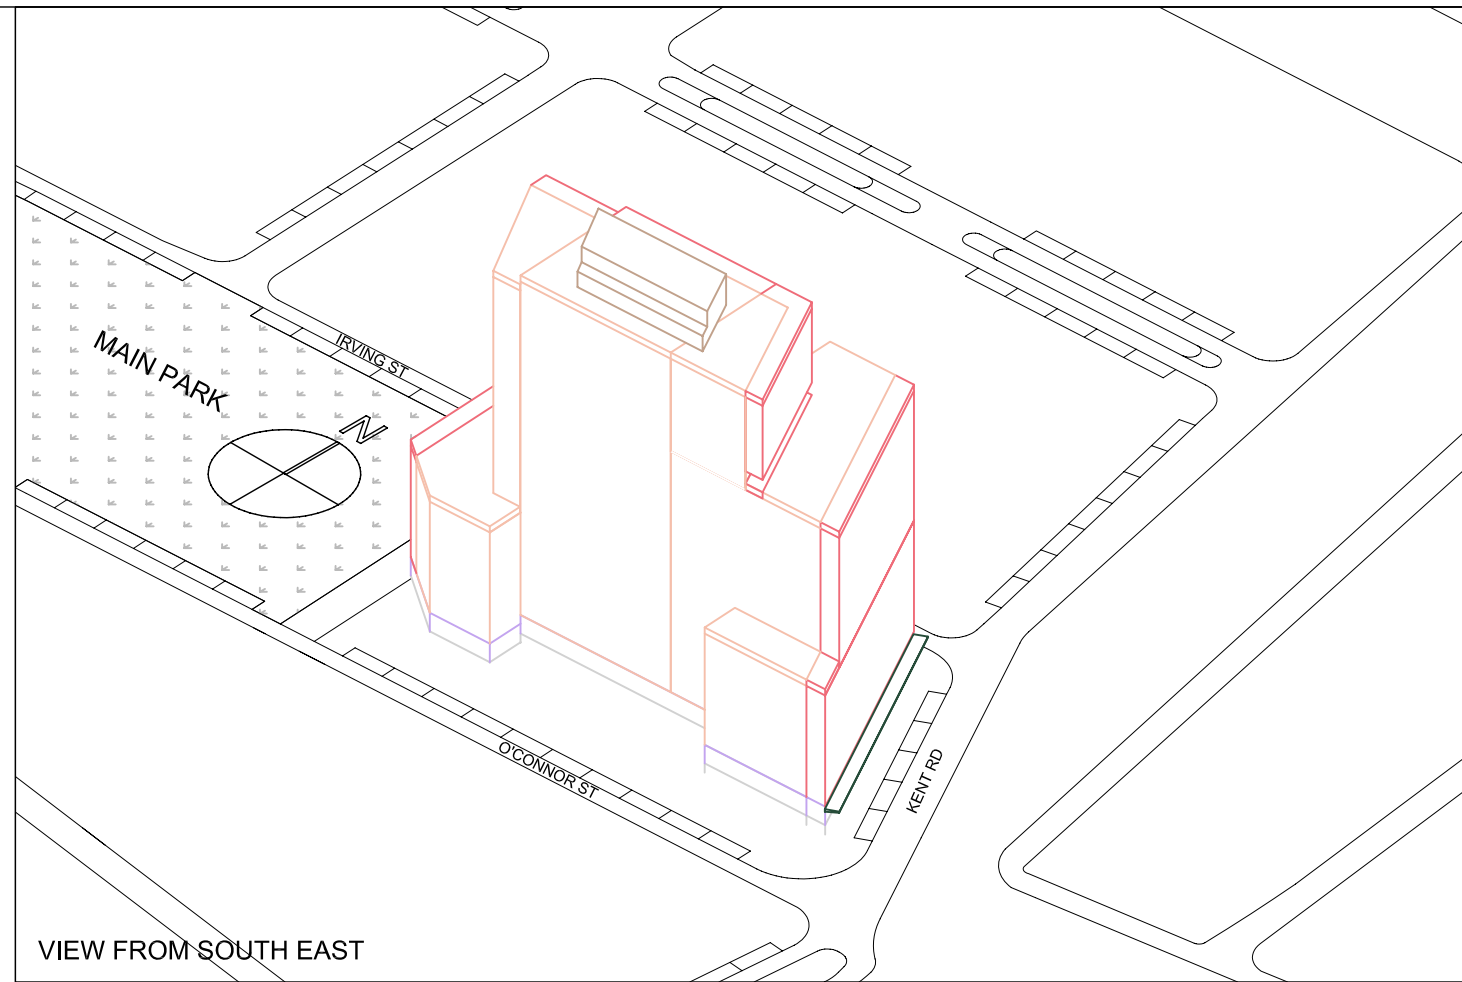 IRVING ST
MAIN PARK
N
O'CONNOR ST
KENT RD
VIEW FROM SOUTH EAST